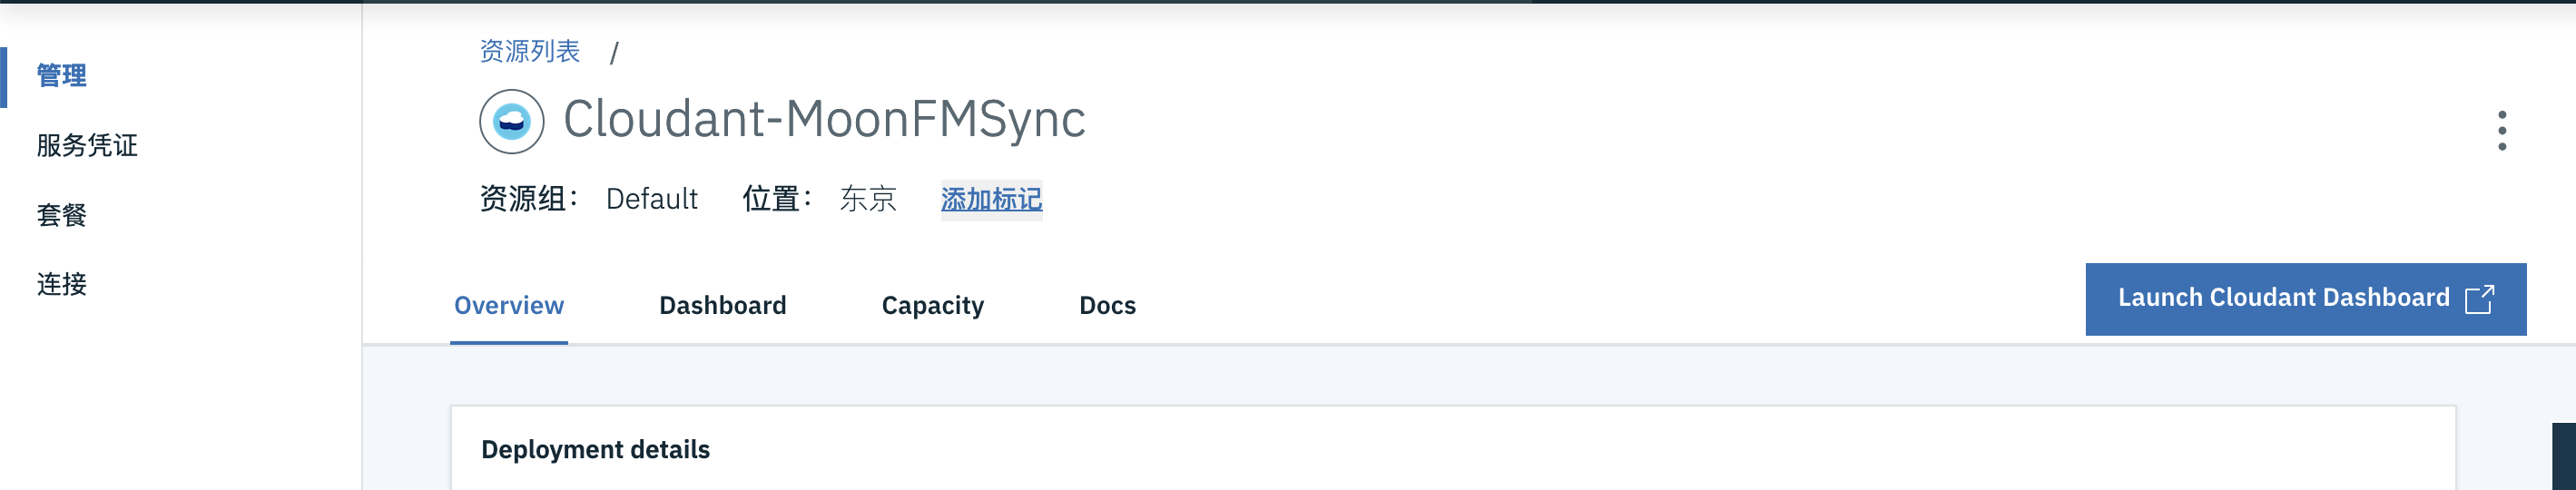 管理
服务凭证
套餐
连接
资源列表 /
Cloudant-MoonFMSync
资源组： Default 位置： 东京 添加标记
Overview Dashboard Capacity Docs
Launch Cloudant Dashboard
Deployment details